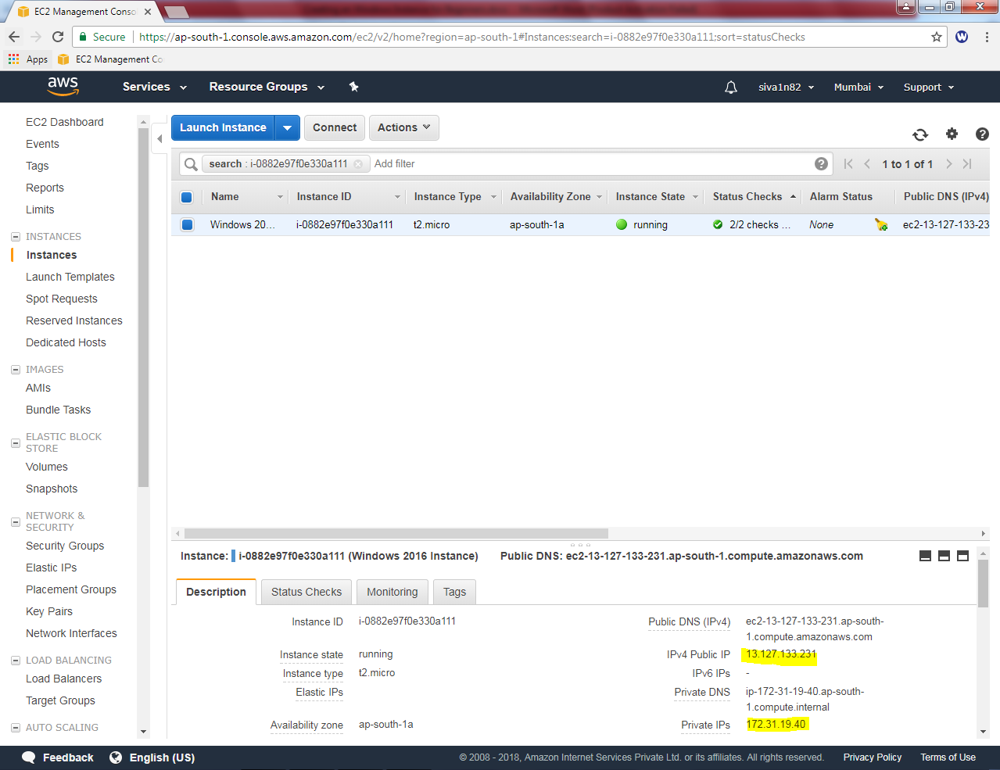 EC2 Management Conso
Secure
https://ap-south-1.console.aws.amazon.com/ec2/v2/home?region=ap-south-1#Instances:search=i-0882e97f0e330a111;sort=statusChecks
W
Apps
EC2 Management Co
aws
Services
Resource Groups
siva1n82
Mumbai
Support
EC2 Dashboard
Events
Tags
Reports
Limits
INSTANCES
Instances
Launch Templates
Spot Requests
Reserved Instances
Dedicated Hosts
IMAGES
AMIs
Bundle Tasks
ELASTIC BLOCK
STORE
Volumes
Snapshots
NETWORK &
SECURITY
Security Groups
Elastic IPs
Placement Groups
Key Pairs
Network Interfaces
LOAD BALANCING
Load Balancers
Target Groups
AUTO SCALING
Launch Instance
Connect
Actions
search : i-0882e97f0e330a111
Add filter
1 to 1 of 1
Name Instance ID Instance Type Availability Zone Instance State Status Checks Alarm Status Public DNS (IPv4)
Windows 20... i-0882e97f0e330a111 t2.micro ap-south-1a running 2/2 checks ... None ec2-13-127-133-23
Instance: i-0882e97f0e330a111 (Windows 2016 Instance) Public DNS: ec2-13-127-133-231.ap-south-1.compute.amazonaws.com
Description
Status Checks
Monitoring
Tags
Instance ID i-0882e97f0e330a111
Instance state running
Instance type t2.micro
Elastic IPs
Availability zone ap-south-1a
Public DNS (IPv4) ec2-13-127-133-231.ap-south-
1.compute.amazonaws.com
IPv4 Public IP 13.127.133.231
IPv6 IPs -
Private DNS ip-172-31-19-40.ap-south-
1.compute.internal
Private IPs 172.31.19.40
Feedback
English (US)
© 2008 - 2018, Amazon Internet Services Private Ltd. or its affiliates. All rights reserved.
Privacy Policy
Terms of Use